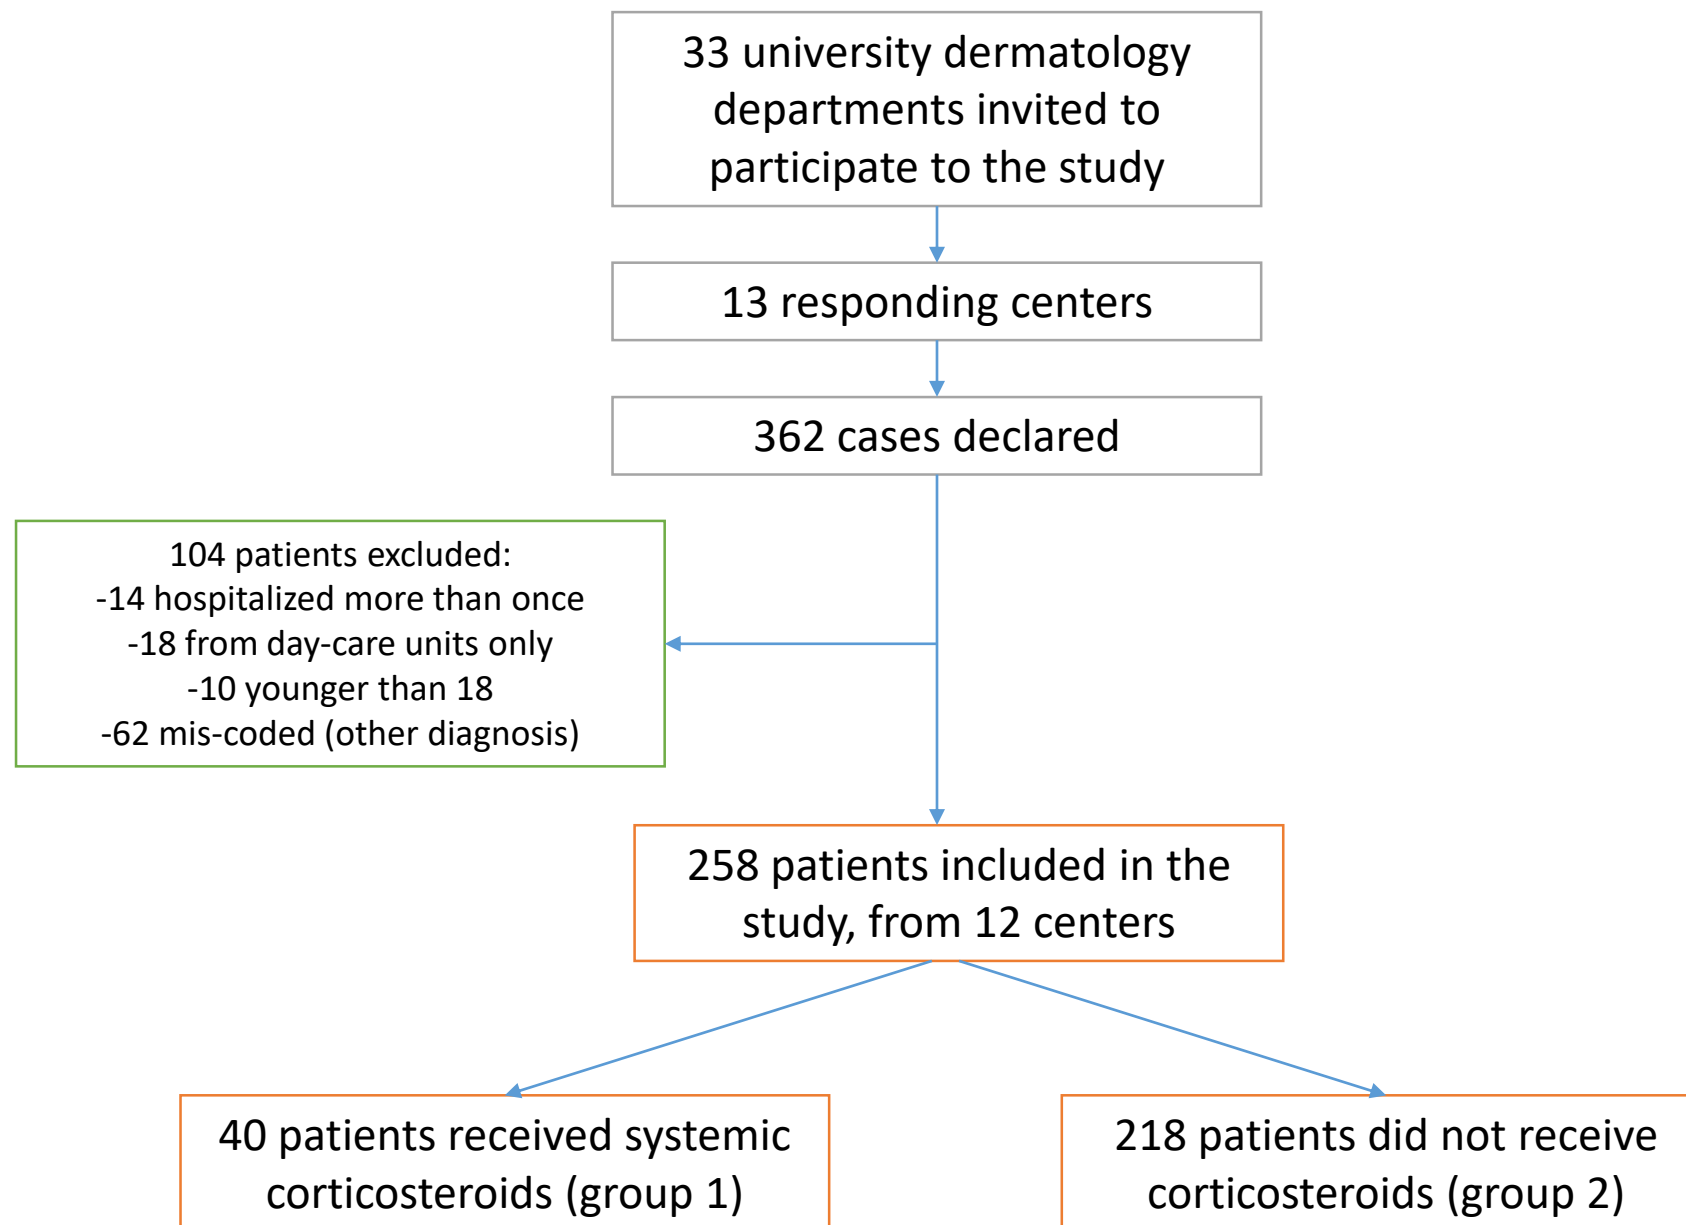 33 university dermatology
departments invited to
participate to the study
13 responding centers
362 cases declared
104 patients excluded:
-14 hospitalized more than once
-18 from day-care units only
-10 younger than 18
-62 mis-coded (other diagnosis)
258 patients included in the
study, from 12 centers
40 patients received systemic
corticosteroids (group 1)
218 patients did not receive
corticosteroids (group 2)